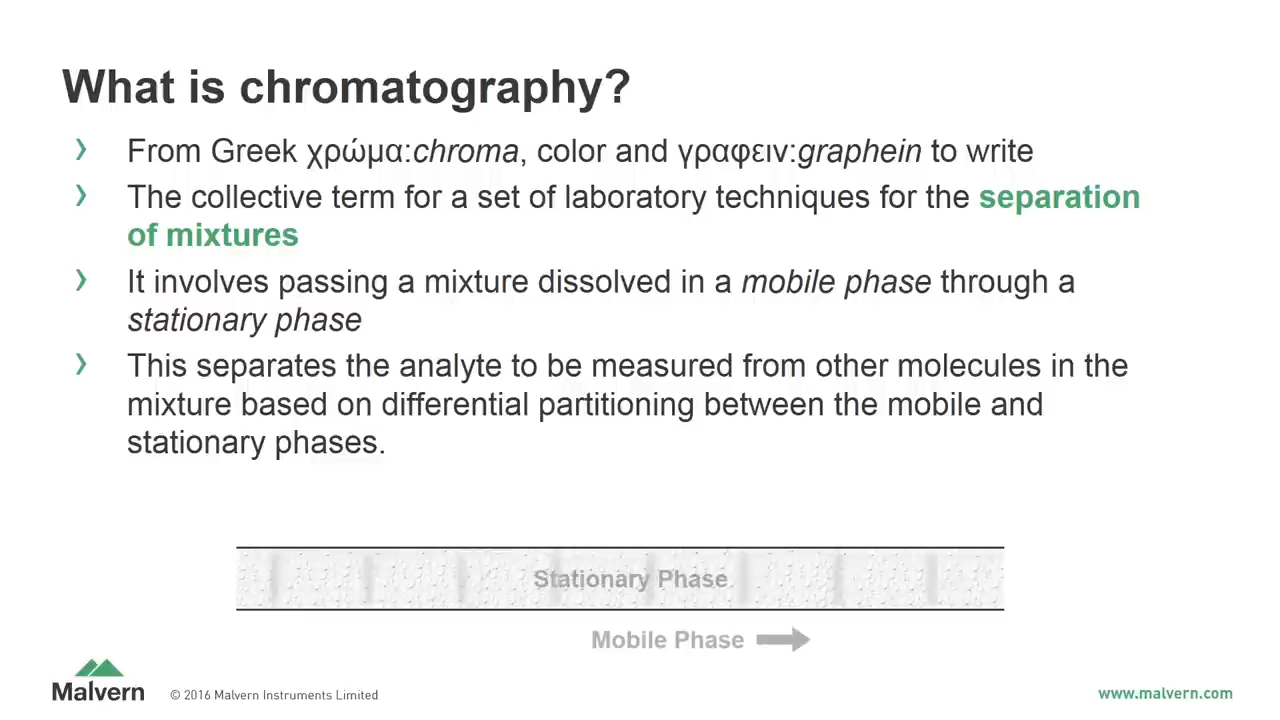 What is chromatography?
› From Greek χρώμα:chroma, color and γραφειν:graphein to write
› The collective term for a set of laboratory techniques for the separation
of mixtures
› It involves passing a mixture dissolved in a mobile phase through a
stationary phase
› This separates the analyte to be measured from other molecules in the
mixture based on differential partitioning between the mobile and
stationary phases.
Stationary Phase
Mobile Phase
Malvern
© 2016 Malvern Instruments Limited
www.malvern.com